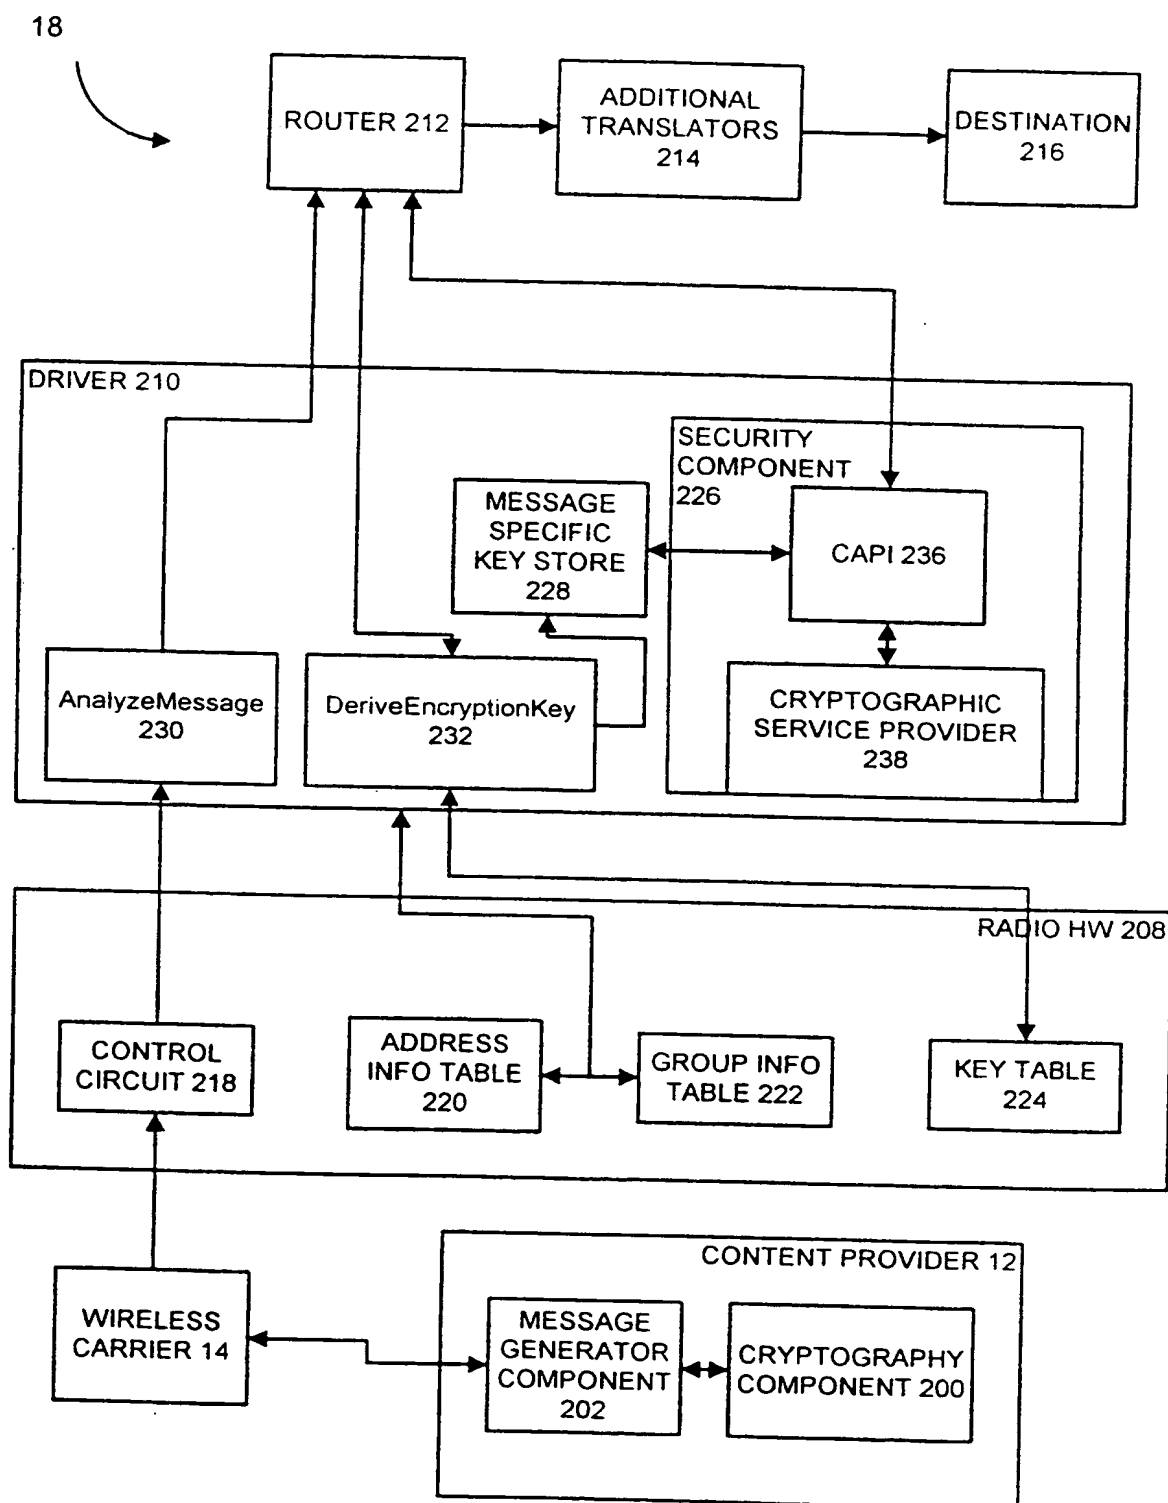 18
ROUTER 212
ADDITIONAL
TRANSLATORS
214
DESTINATION
216
DRIVER 210
SECURITY
COMPONENT
226
MESSAGE
SPECIFIC
KEY STORE
228
CAPI 236
AnalyzeMessage
230
DeriveEncryptionKey
232
CRYPTOGRAPHIC
SERVICE PROVIDER
238
RADIO HW 208
CONTROL
CIRCUIT 218
ADDRESS
INFO TABLE
220
GROUP INFO
TABLE 222
KEY TABLE
224
CONTENT PROVIDER 12
WIRELESS
CARRIER 14
MESSAGE
GENERATOR
COMPONENT
202
CRYPTOGRAPHY
COMPONENT 200